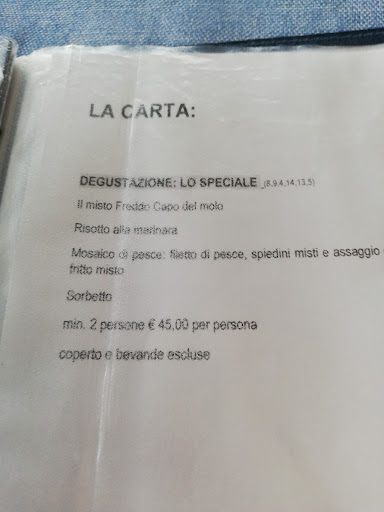 LA CARTA:
DEGUSTAZIONE: LO SPECIALE (8,9,4,14,13,5)
Il misto Freddo Capo del molo
Risotto alla marinara
Mosaico di pesce: filetto di pesce, spiedini misti e assaggio
fritto misto
Sorbetto
min. 2 persone € 45,00 per persona
coperto e bevande escluse